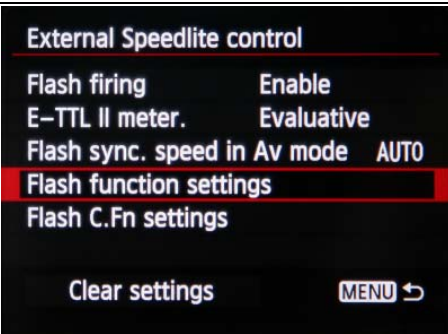 External Speedlite control
Flash firing Enable
E-TTL II meter. Evaluative
Flash sync. speed in Av mode AUTO
Flash function settings
Flash C.Fn settings
Clear settings MENU